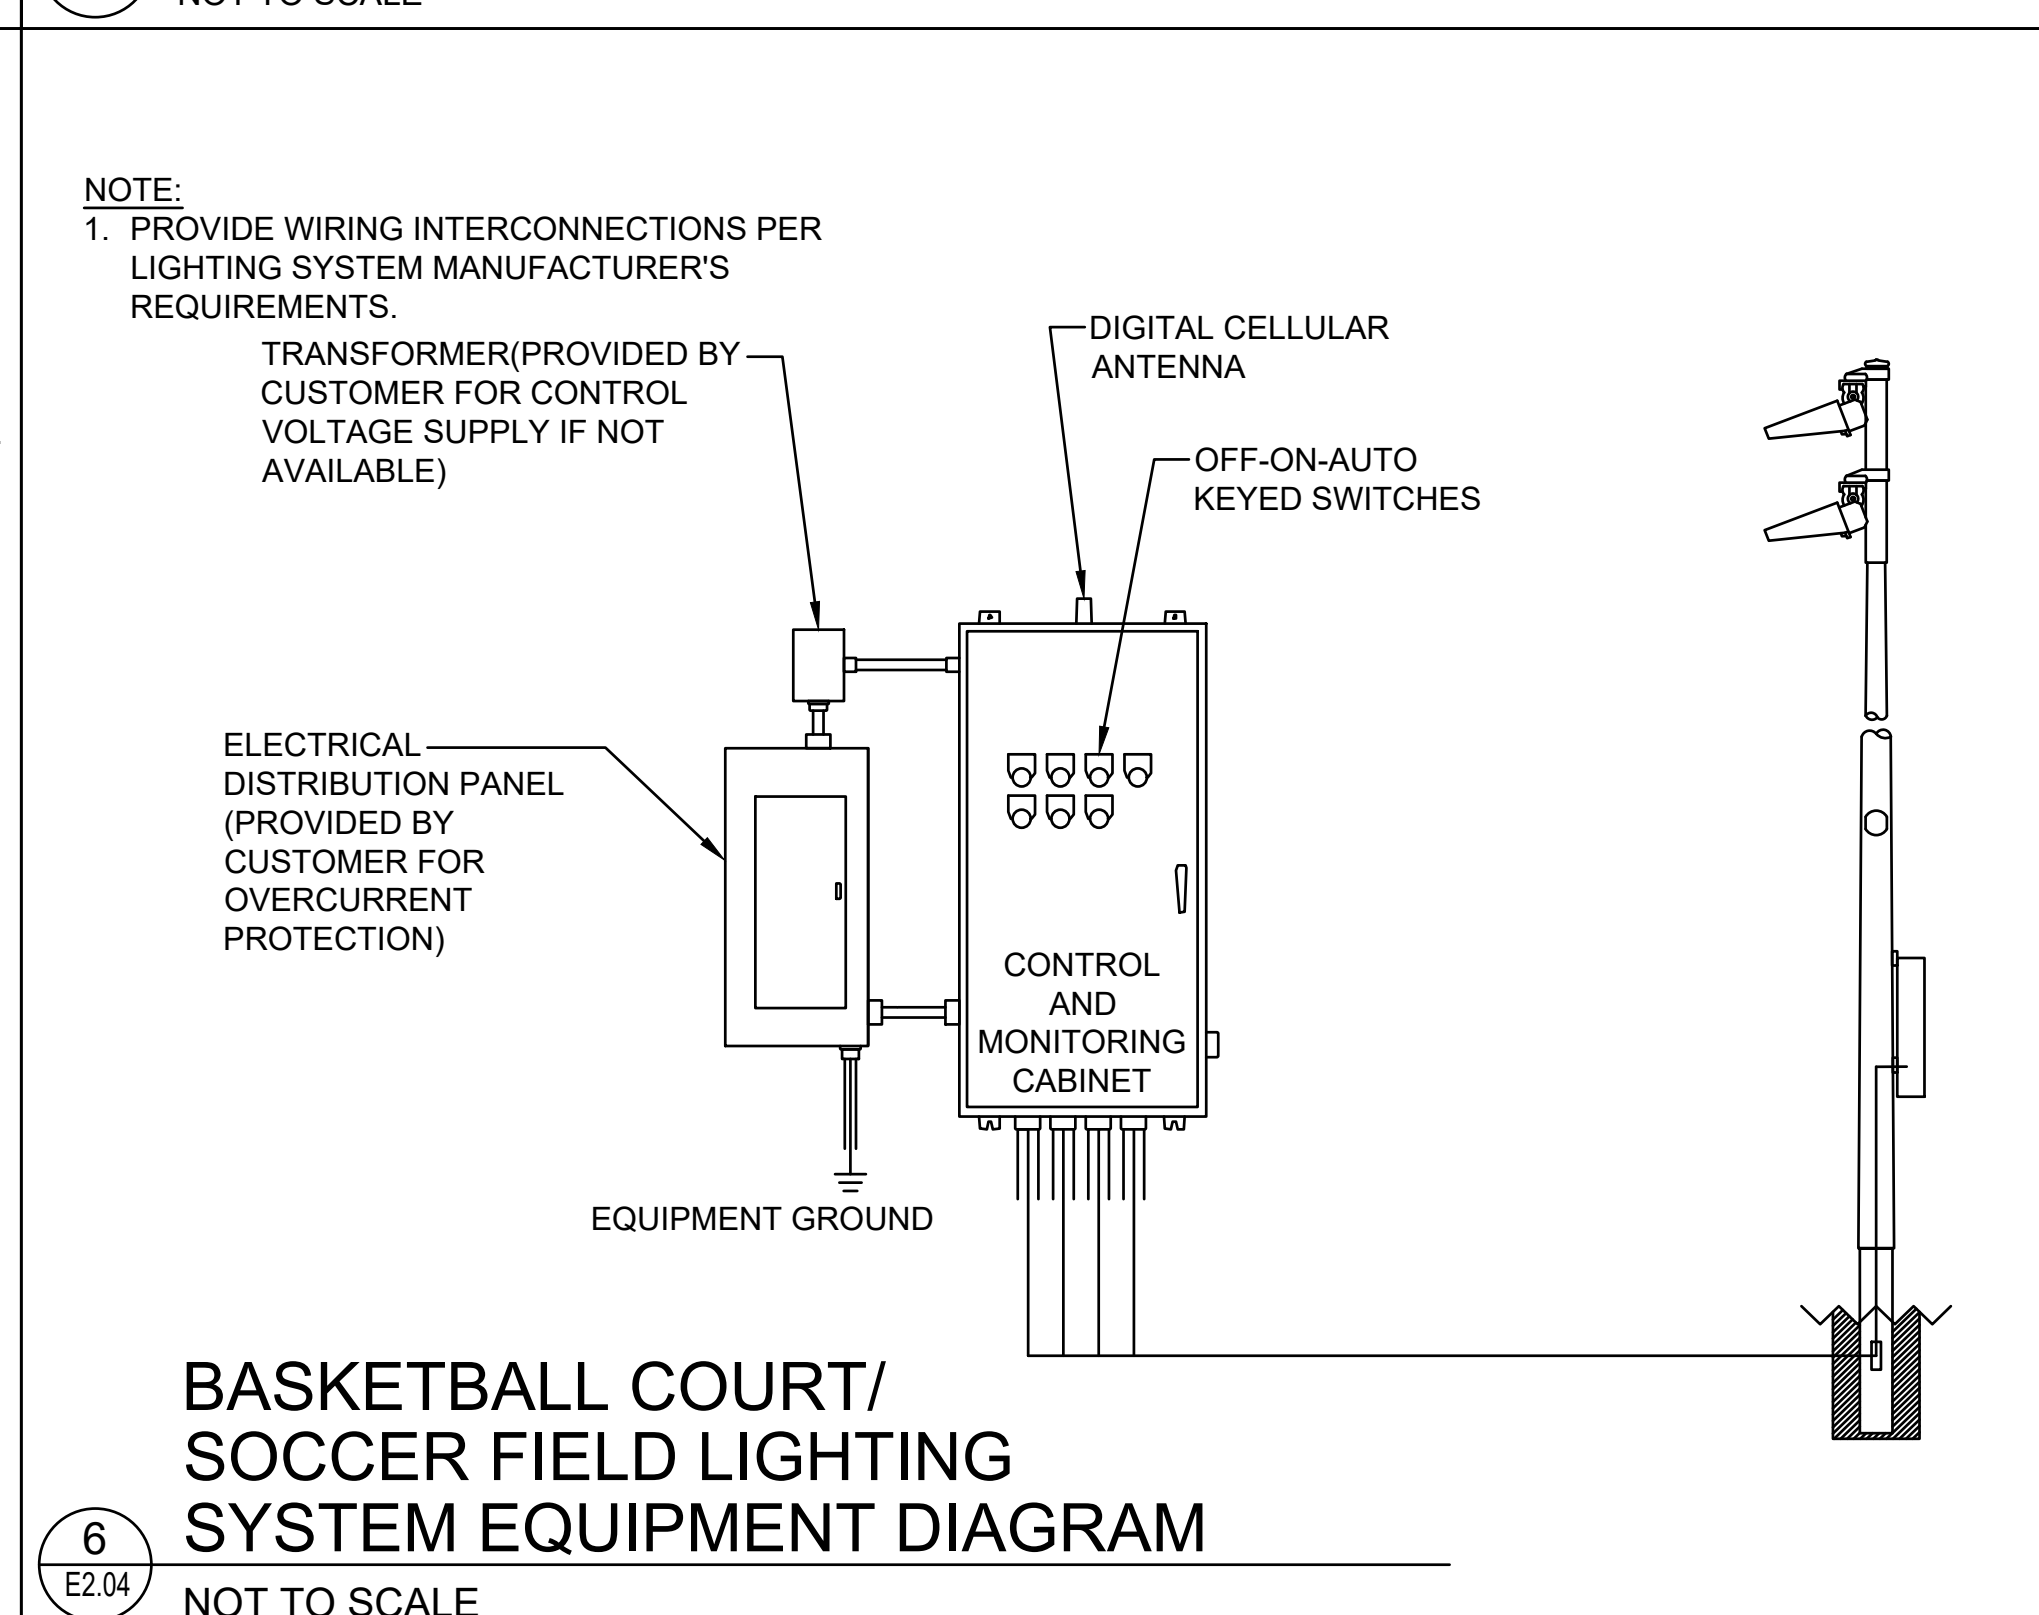 NOT TO SCALE
NOTE:
1. PROVIDE WIRING INTERCONNECTIONS PER
LIGHTING SYSTEM MANUFACTURER'S
REQUIREMENTS.
TRANSFORMER(PROVIDED BY
CUSTOMER FOR CONTROL
VOLTAGE SUPPLY IF NOT
AVAILABLE)
DIGITAL CELLULAR
ANTENNA
OFF-ON-AUTO
KEYED SWITCHES
ELECTRICAL
DISTRIBUTION PANEL
(PROVIDED BY
CUSTOMER FOR
OVERCURRENT
PROTECTION)
CONTROL
AND
MONITORING
CABINET
EQUIPMENT GROUND
BASKETBALL COURT/
SOCCER FIELD LIGHTING
SYSTEM EQUIPMENT DIAGRAM
6
E2.04
NOT TO SCALE